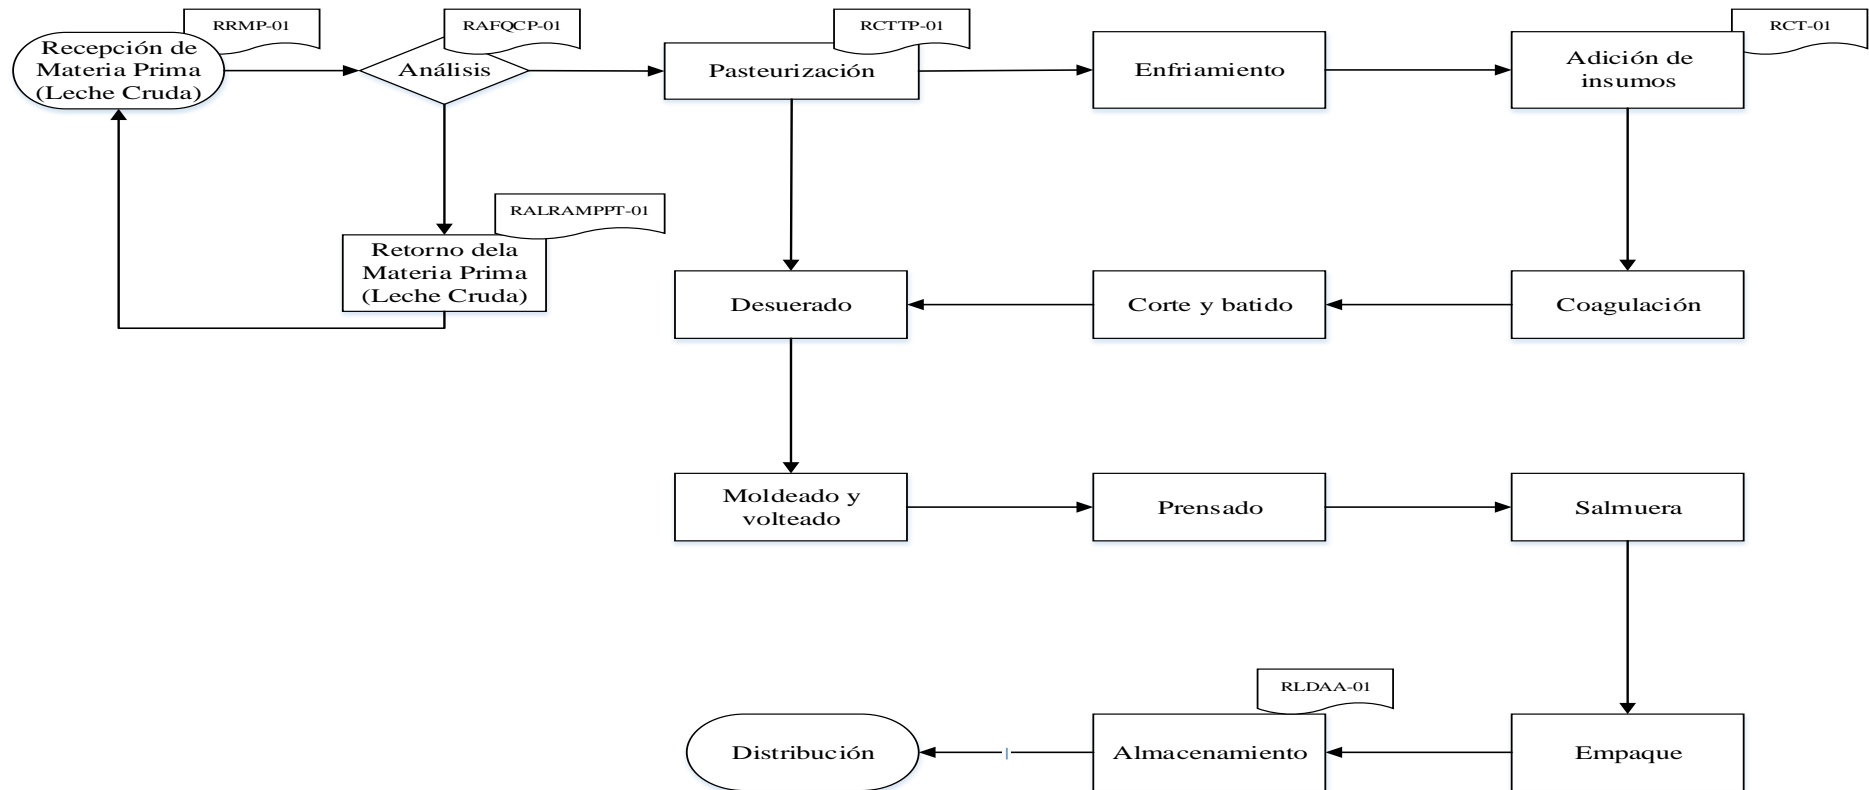 RRMP-01
Recepción de
Materia Prima
(Leche Cruda)
RAFQCP-01
Análisis
RCTTP-01
Pasteurización
Enfriamiento
RCT-01
Adición de
insumos
RALRAMPPT-01
Retorno dela
Materia Prima
(Leche Cruda)
Desuerado
Corte y batido
Coagulación
Moldeado y
volteado
Prensado
Salmuera
RLDAA-01
Distribución
Almacenamiento
Empaque